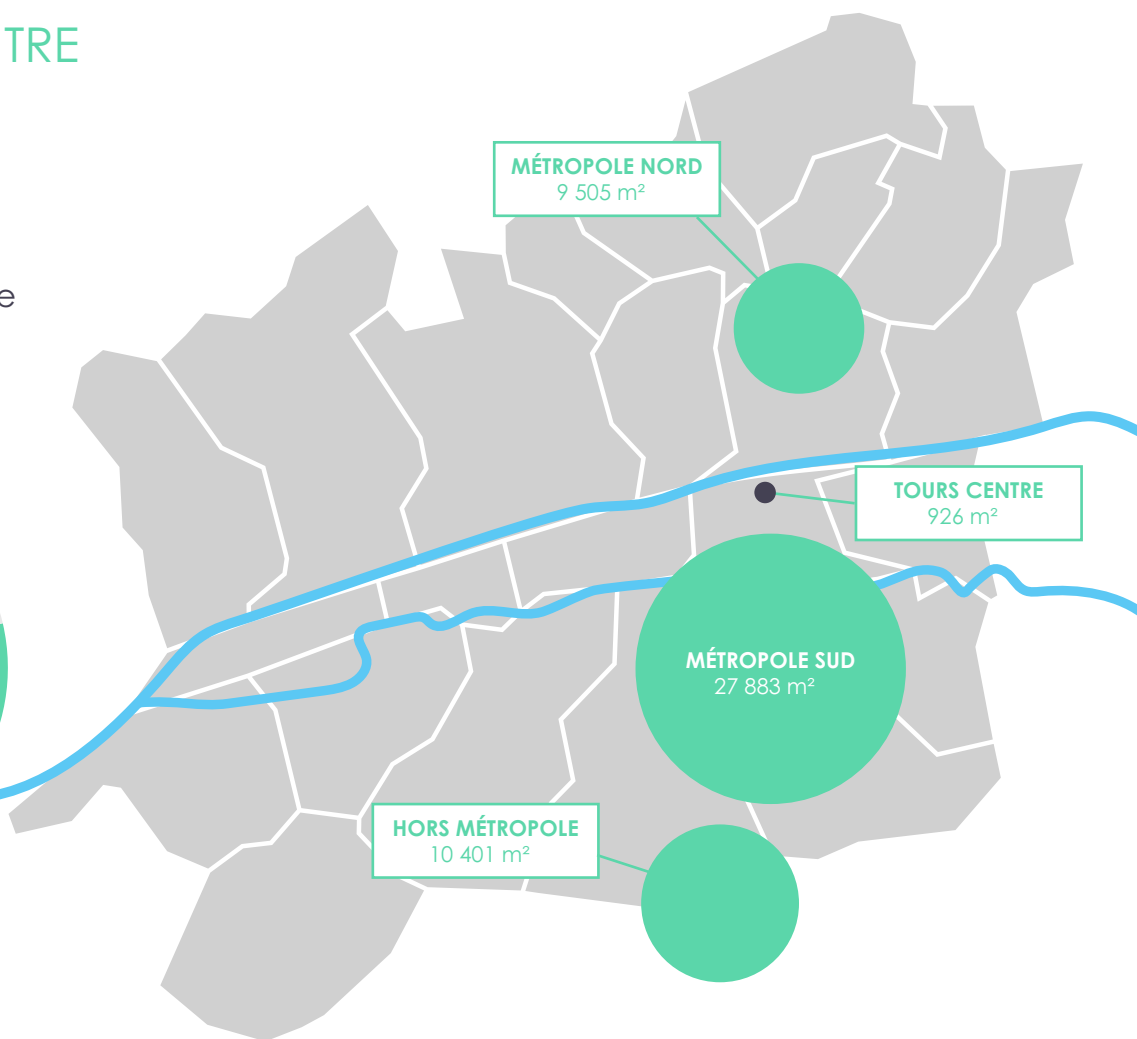 TRE
MÉTROPOLE NORD
9 505 m²
e
TOURS CENTRE
926 m²
MÉTROPOLE SUD
27 883 m²
HORS MÉTROPOLE
10 401 m²